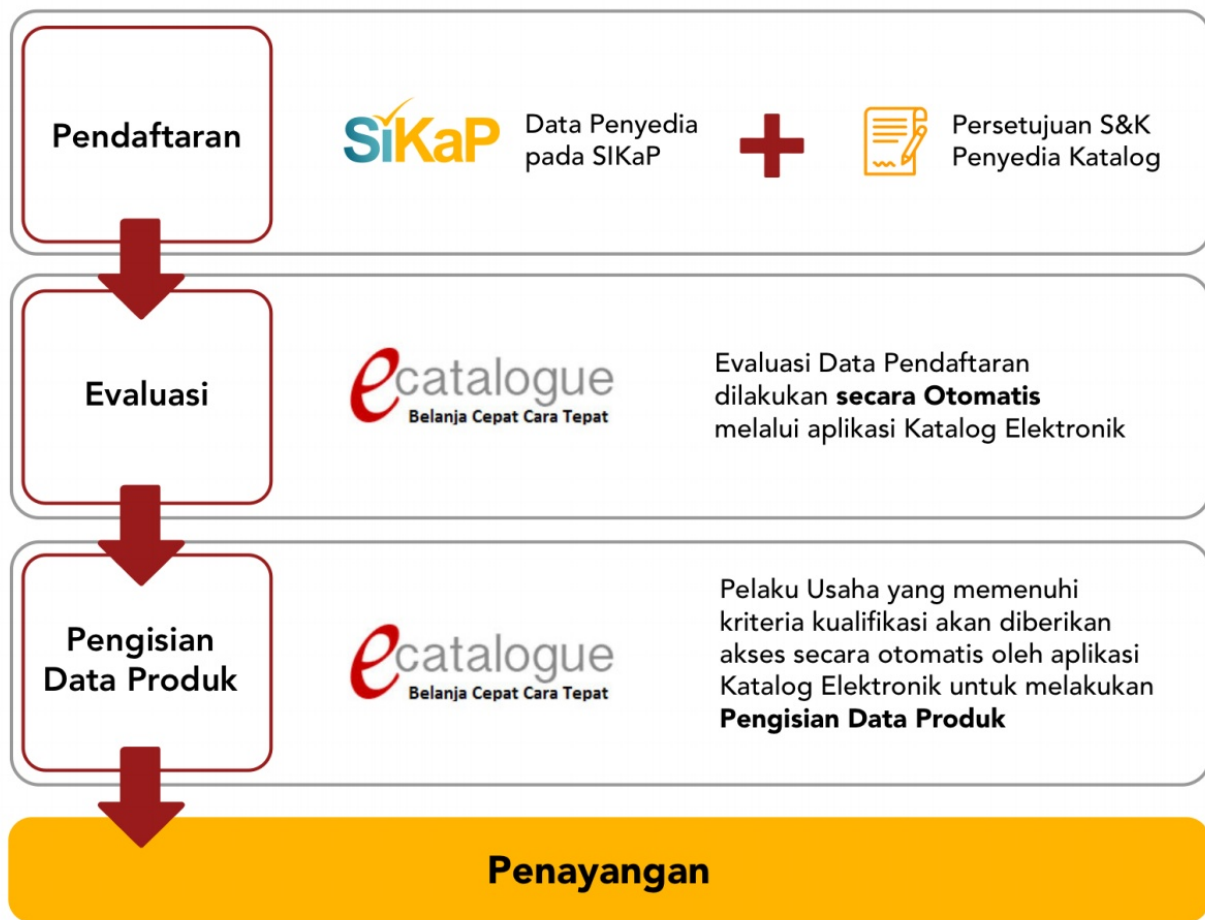 Pendaftaran
SiKaP
Data Penyedia
pada SIKaP
Persetujuan S&K
Penyedia Katalog
Evaluasi
ecatalogue
Belanja Cepat Cara Tepat
Evaluasi Data Pendaftaran
dilakukan secara Otomatis
melalui aplikasi Katalog Elektronik
Pengisian
Data Produk
ecatalogue
Belanja Cepat Cara Tepat
Pelaku Usaha yang memenuhi
kriteria kualifikasi akan diberikan
akses secara otomatis oleh aplikasi
Katalog Elektronik untuk melakukan
Pengisian Data Produk
Penayangan